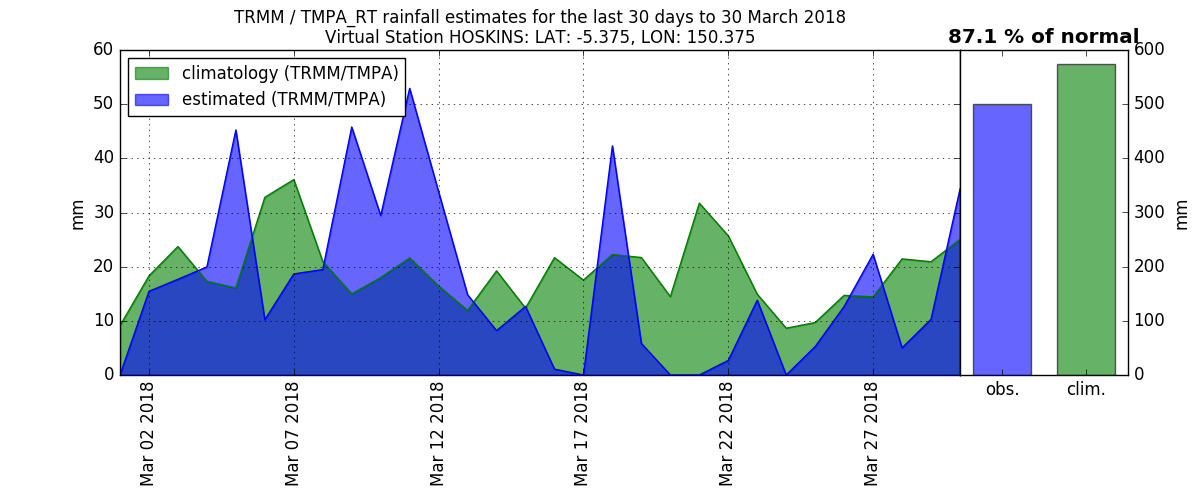 TRMM / TMPA_RT rainfall estimates for the last 30 days to 30 March 2018
Virtual Station HOSKINS: LAT: -5.375, LON: 150.375
87.1 % of normal
climatology (TRMM/TMPA)
estimated (TRMM/TMPA)
60
50
40
30
20
10
0
mm
Mar 02 2018
Mar 07 2018
Mar 12 2018
Mar 17 2018
Mar 22 2018
Mar 27 2018
obs.
clim.
600
500
400
300
200
100
0
mm